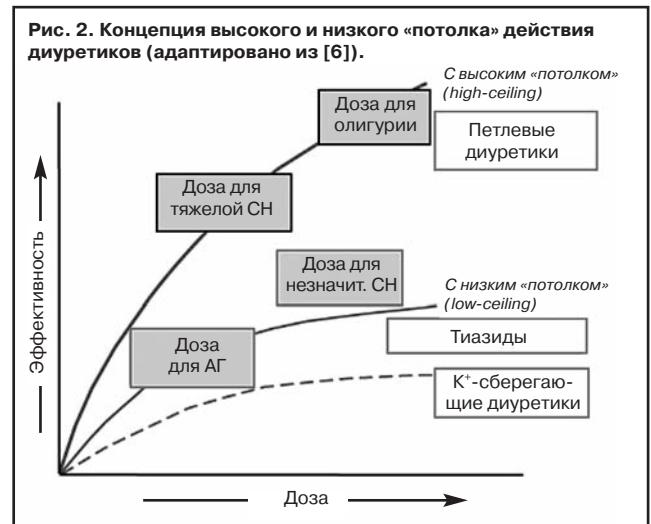 Рис. 2. Концепция высокого и низкого «потолка» действия
диуретиков (адаптировано из [6]).
С высоким «потолком»
(high-ceiling)
Доза для
олигурии
Петлевые
диуретики
Доза для
тяжелой СН
Доза для
незначит. СН
С низким «потолком»
(low-ceiling)
Тиазиды
Доза
для АГ
К⁺-сберегаю-
щие диуретики
Эффективность
Доза